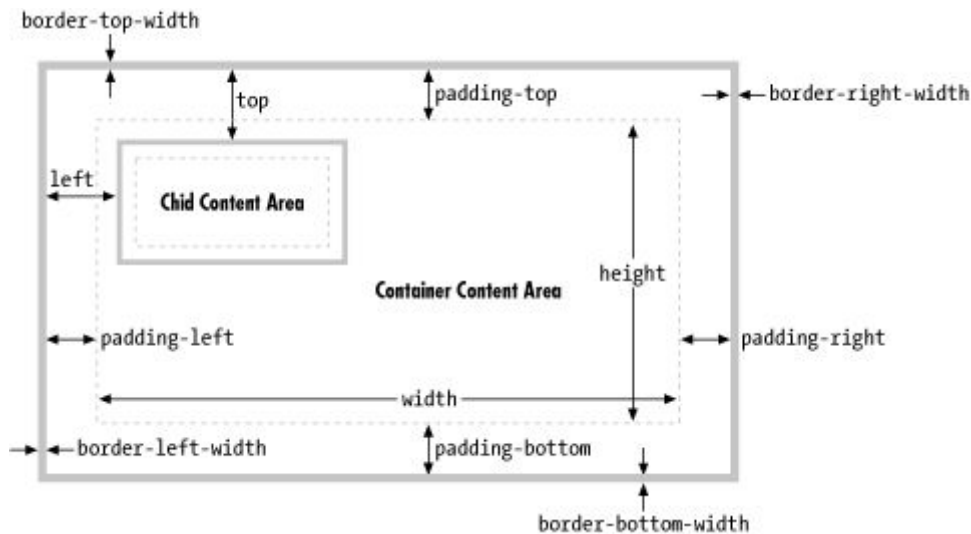 border-top-width
top
padding-top
border-right-width
left
Chid Content Area
height
Container Content Area
padding-left
padding-right
width
border-left-width
padding-bottom
border-bottom-width